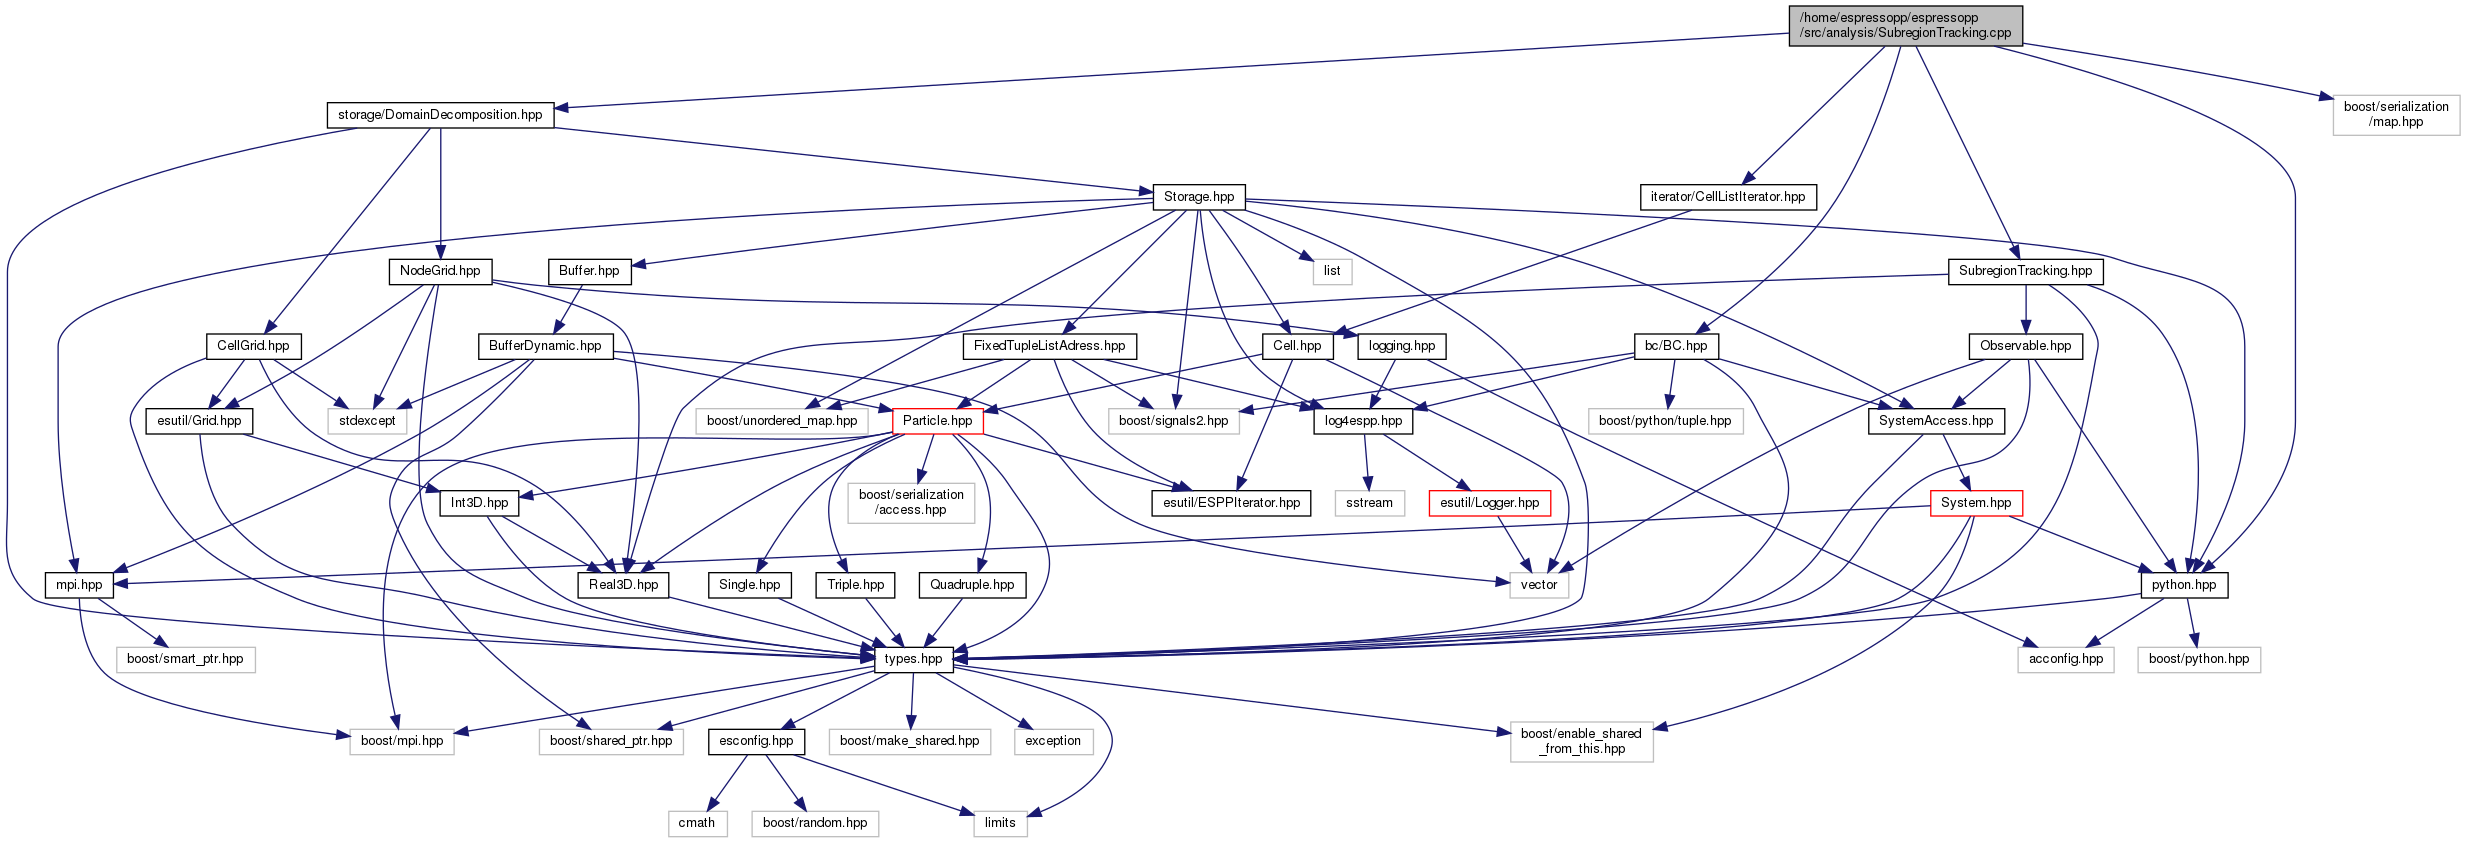 /home/espressopp/espressopp
/src/analysis/SubregionTracking.cpp
storage/DomainDecomposition.hpp
boost/serialization
/map.hpp
Storage.hpp
iterator/CellListIterator.hpp
NodeGrid.hpp
Buffer.hpp
list
SubregionTracking.hpp
CellGrid.hpp
BufferDynamic.hpp
FixedTupleListAdress.hpp
Cell.hpp
logging.hpp
bc/BC.hpp
Observable.hpp
esutil/Grid.hpp
stdexcept
boost/unordered_map.hpp
Particle.hpp
boost/signals2.hpp
log4espp.hpp
boost/python/tuple.hpp
SystemAccess.hpp
Int3D.hpp
boost/serialization
/access.hpp
esutil/ESPPIterator.hpp
sstream
esutil/Logger.hpp
System.hpp
mpi.hpp
Real3D.hpp
Single.hpp
Triple.hpp
Quadruple.hpp
vector
python.hpp
boost/smart_ptr.hpp
types.hpp
acconfig.hpp
boost/python.hpp
boost/mpi.hpp
boost/shared_ptr.hpp
esconfig.hpp
boost/make_shared.hpp
exception
boost/enable_shared
_from_this.hpp
cmath
boost/random.hpp
limits